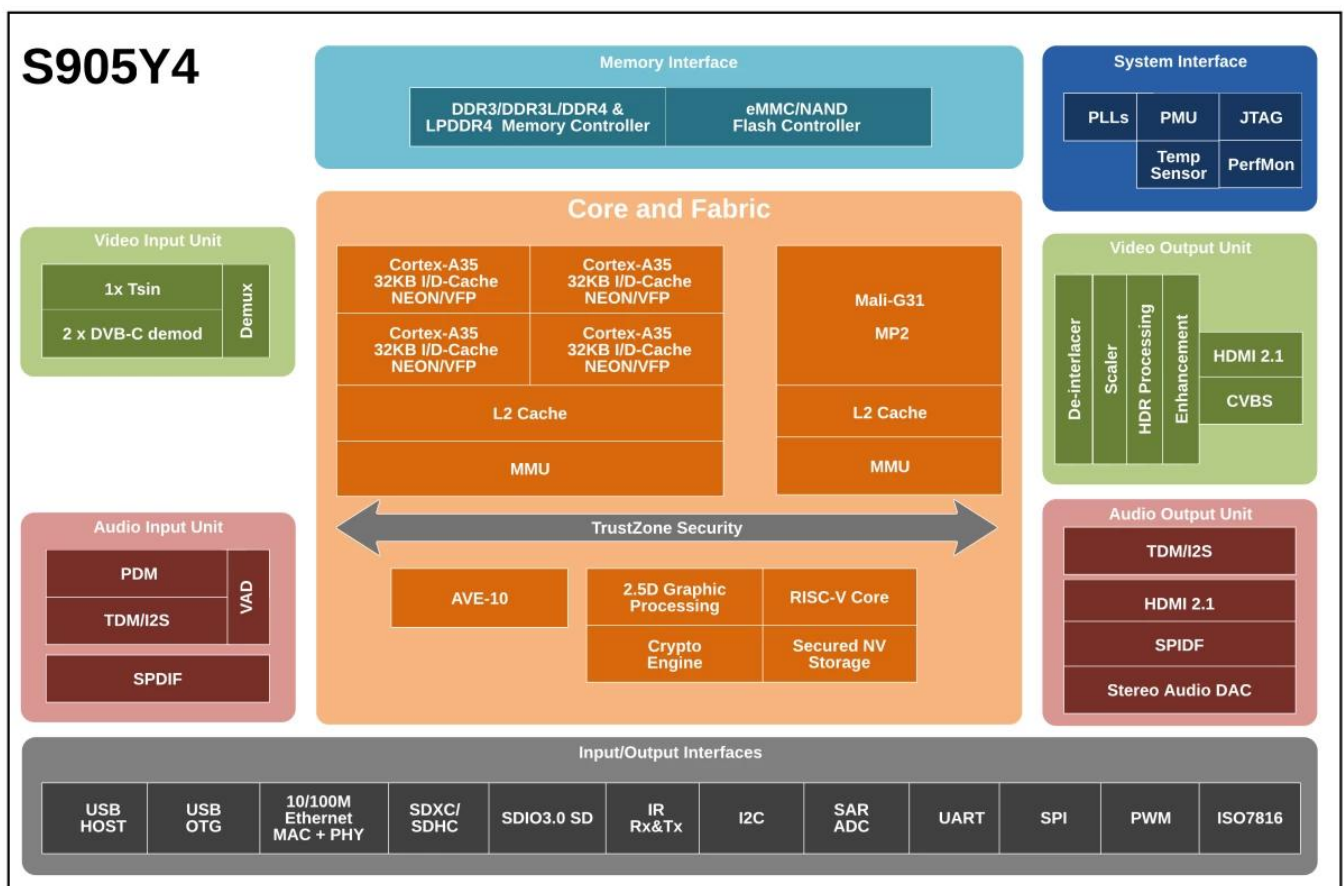 S905Y4
Memory Interface
DDR3/DDR3L/DDR4 &
LPDDR4 Memory Controller
eMMC/NAND
Flash Controller
System Interface
PLLs
PMU
JTAG
Temp
Sensor
PerfMon
Video Input Unit
1x Tsin
2 x DVB-C demod
Demux
Core and Fabric
Cortex-A35
32KB I/D-Cache
NEON/VFP
Cortex-A35
32KB I/D-Cache
NEON/VFP
Cortex-A35
32KB I/D-Cache
NEON/VFP
Cortex-A35
32KB I/D-Cache
NEON/VFP
L2 Cache
MMU
Mali-G31
MP2
L2 Cache
MMU
TrustZone Security
AVE-10
2.5D Graphic
Processing
RISC-V Core
Crypto
Engine
Secured NV
Storage
Video Output Unit
De-interlacer
Scaler
HDR Processing
Enhancement
HDMI 2.1
CVBS
Audio Input Unit
PDM
TDM/I2S
VAD
SPDIF
Audio Output Unit
TDM/I2S
HDMI 2.1
SPIDF
Stereo Audio DAC
Input/Output Interfaces
USB
HOST
USB
OTG
10/100M
Ethernet
MAC + PHY
SDXC/
SDHC
SDIO3.0 SD
IR
Rx&Tx
I2C
SAR
ADC
UART
SPI
PWM
ISO7816